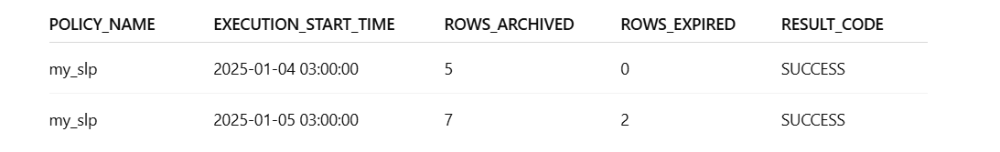 POLICY_NAME EXECUTION_START_TIME ROWS_ARCHIVED ROWS_EXPIRED RESULT_CODE
my_slp 2025-01-04 03:00:00 5 0 SUCCESS
my_slp 2025-01-05 03:00:00 7 2 SUCCESS